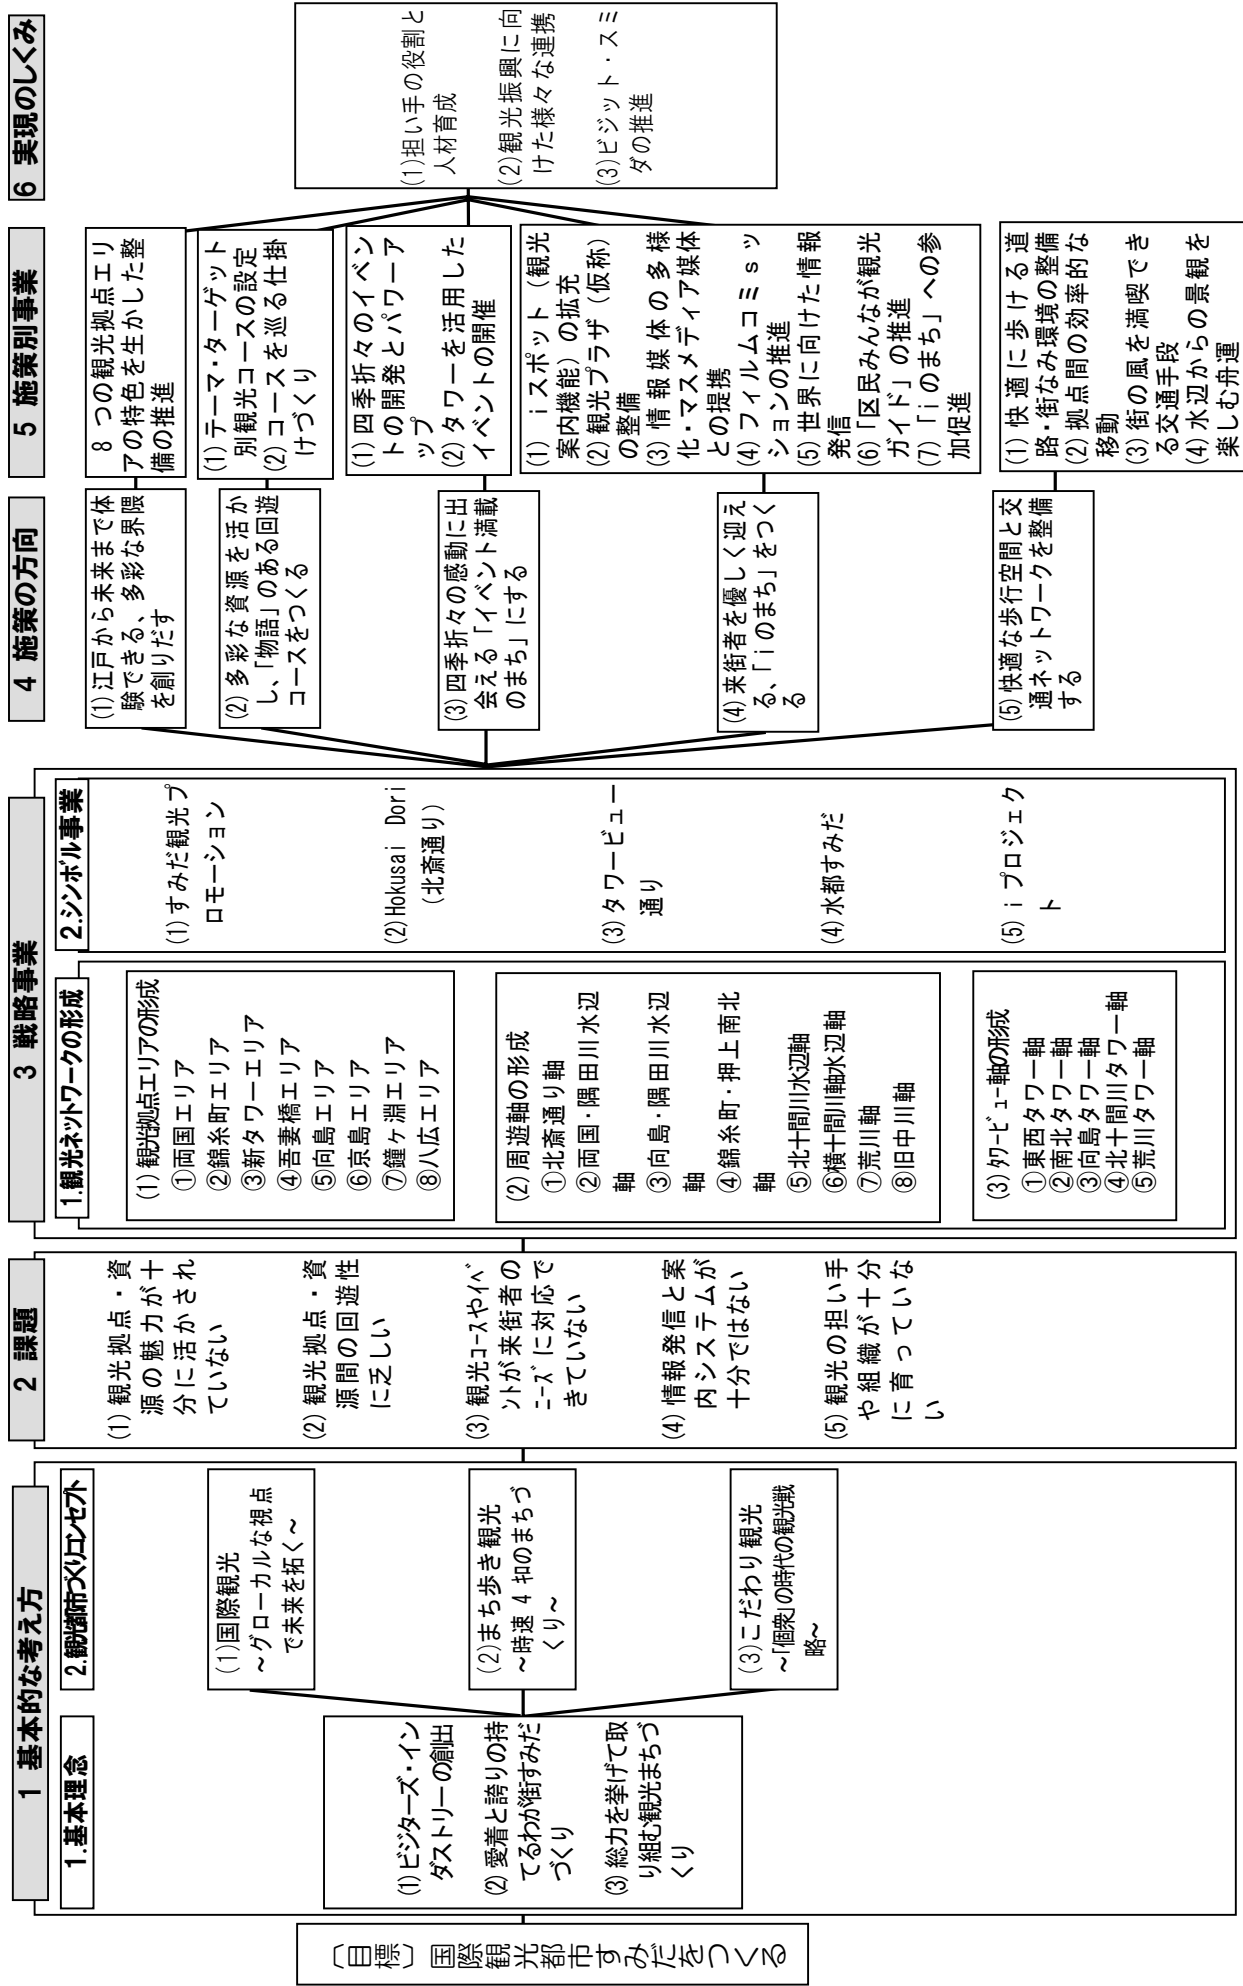 〔目標〕国際観光都市すみだをつくる
1 基本的な考え方
1.基本理念
(1)ビジターズ・イン
ダストリーの創出
(2)愛着と誇りの持
てるわが街すみだ
づくり
(3)総力を挙げて取
り組む観光まちづ
くり
2.観光都市づくりコンセプト
(1)国際観光
~グローカルな視点
で未来を拓く~
(2)まち歩き観光
~時速 4 ㌔のまちづ
くり~
(3)こだわり観光
~「個衆」の時代の観光戦
略~
2 課題
(1)観光拠点・資
源の魅力が十
分に活かされ
ていない
(2)観光拠点・資
源間の回遊性
に乏しい
(3)観光ｺｰｽやｲﾍﾞ
ﾝﾄが来街者の
ﾆｰｽﾞに対応で
きていない
(4)情報発信と案
内システムが
十分ではない
(5)観光の担い手
や組織が十分
に育っていな
い
3 戦略事業
1.観光ネットワークの形成
(1)観光拠点エリアの形成
①両国エリア
②錦糸町エリア
③新タワーエリア
④吾妻橋エリア
⑤向島エリア
⑥京島エリア
⑦鐘ヶ淵エリア
⑧八広エリア
(2)周遊軸の形成
①北斎通り軸
②両国・隅田川水辺
軸
③向島・隅田川水辺
軸
④錦糸町・押上南北
軸
⑤北十間川水辺軸
⑥横十間川軸水辺軸
⑦荒川軸
⑧旧中川軸
(3)ﾀﾜｰﾋﾞｭｰ軸の形成
①東西タワー軸
②南北タワー軸
③向島タワー軸
④北十間川タワー軸
⑤荒川タワー軸
2.シンボル事業
(1)すみだ観光プ
ロモーション
(2)Hokusai Dori
(北斎通り)
(3)タワービュー
通り
(4)水都すみだ
(5)ｉプロジェク
ト
4 施策の方向
(1)江戸から未来まで体
験できる、多彩な界隈
を創りだす
(2)多彩な資源を活か
し、「物語」のある回遊
コースをつくる
(3)四季折々の感動に出
会える「イベント満載
のまち」にする
(4)来街者を優しく迎え
る、「ｉのまち」をつく
る
(5)快適な歩行空間と交
通ネットワークを整備
する
5 施策別事業
8 つの観光拠点エリ
アの特色を生かした整
備の推進
(1)テーマ・ターゲット
別観光コースの設定
(2)コースを巡る仕掛
けづくり
(1)四季折々のイベン
トの開発とパワーア
ップ
(2)タワーを活用した
イベントの開催
(1) ｉスポット（観光
案内機能）の拡充
(2)観光プラザ（仮称）
の整備
(3)情報媒体の多様
化・マスメディア媒体
との提携
(4)フィルムコミｓッ
ションの推進
(5)世界に向けた情報
発信
(6)「区民みんなが観光
ガイド」の推進
(7)「ｉのまち」への参
加促進
(1)快適に歩ける道
路・街なみ環境の整備
(2)拠点間の効率的な
移動
(3)街の風を満喫でき
る交通手段
(4)水辺からの景観を
楽しむ舟運
6 実現のしくみ
(1)担い手の役割と
人材育成
(2)観光振興に向
けた様々な連携
(3)ビジット・スミ
ダの推進